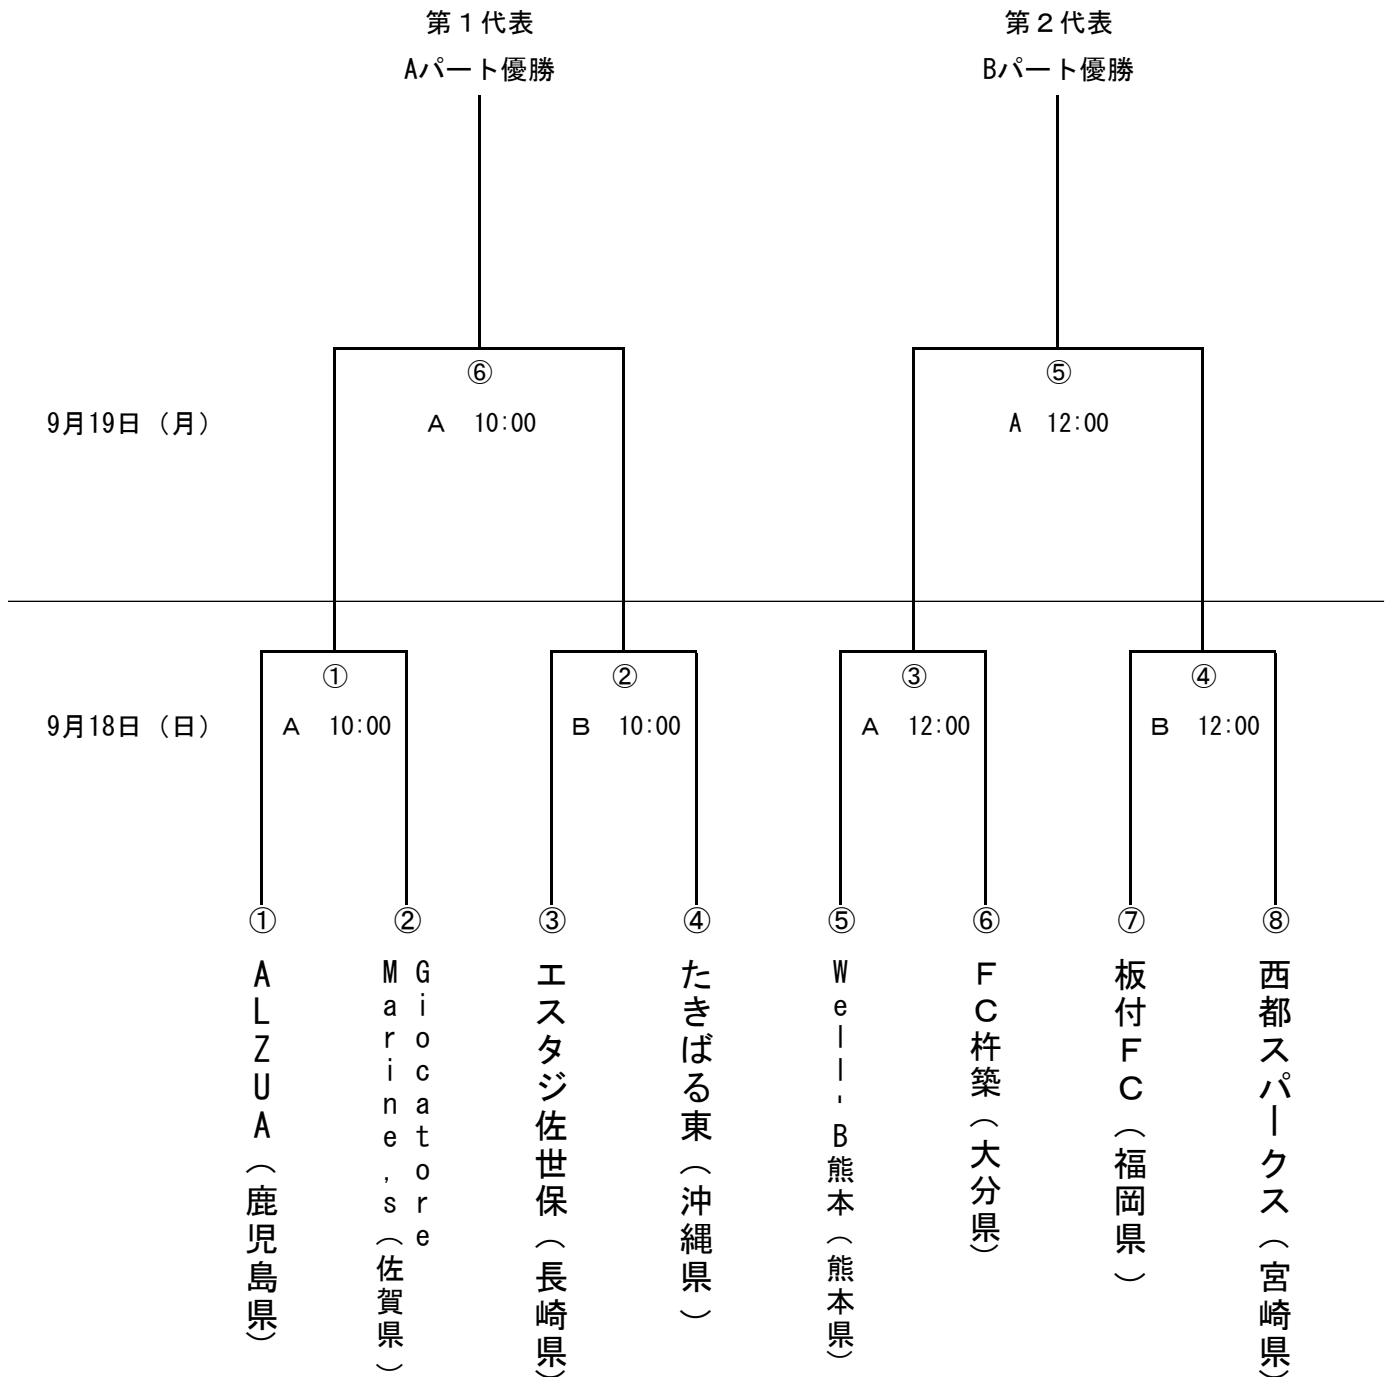 第１代表
第２代表
Aパート優勝
Bパート優勝
⑥
⑤
9月19日（月）
A 10:00
A 12:00
①
②
③
④
9月18日（日）
A 10:00
B 10:00
A 12:00
B 12:00
①
②
③
④
⑤
⑥
⑦
⑧
ALZUA（鹿児島県）
Giocatore
Marine,s（佐賀県）
エスタジ佐世保（長崎県）
たきばる東（沖縄県）
Well-B熊本（熊本県）
FC杵築（大分県）
板付FC（福岡県）
西都スパークス（宮崎県）